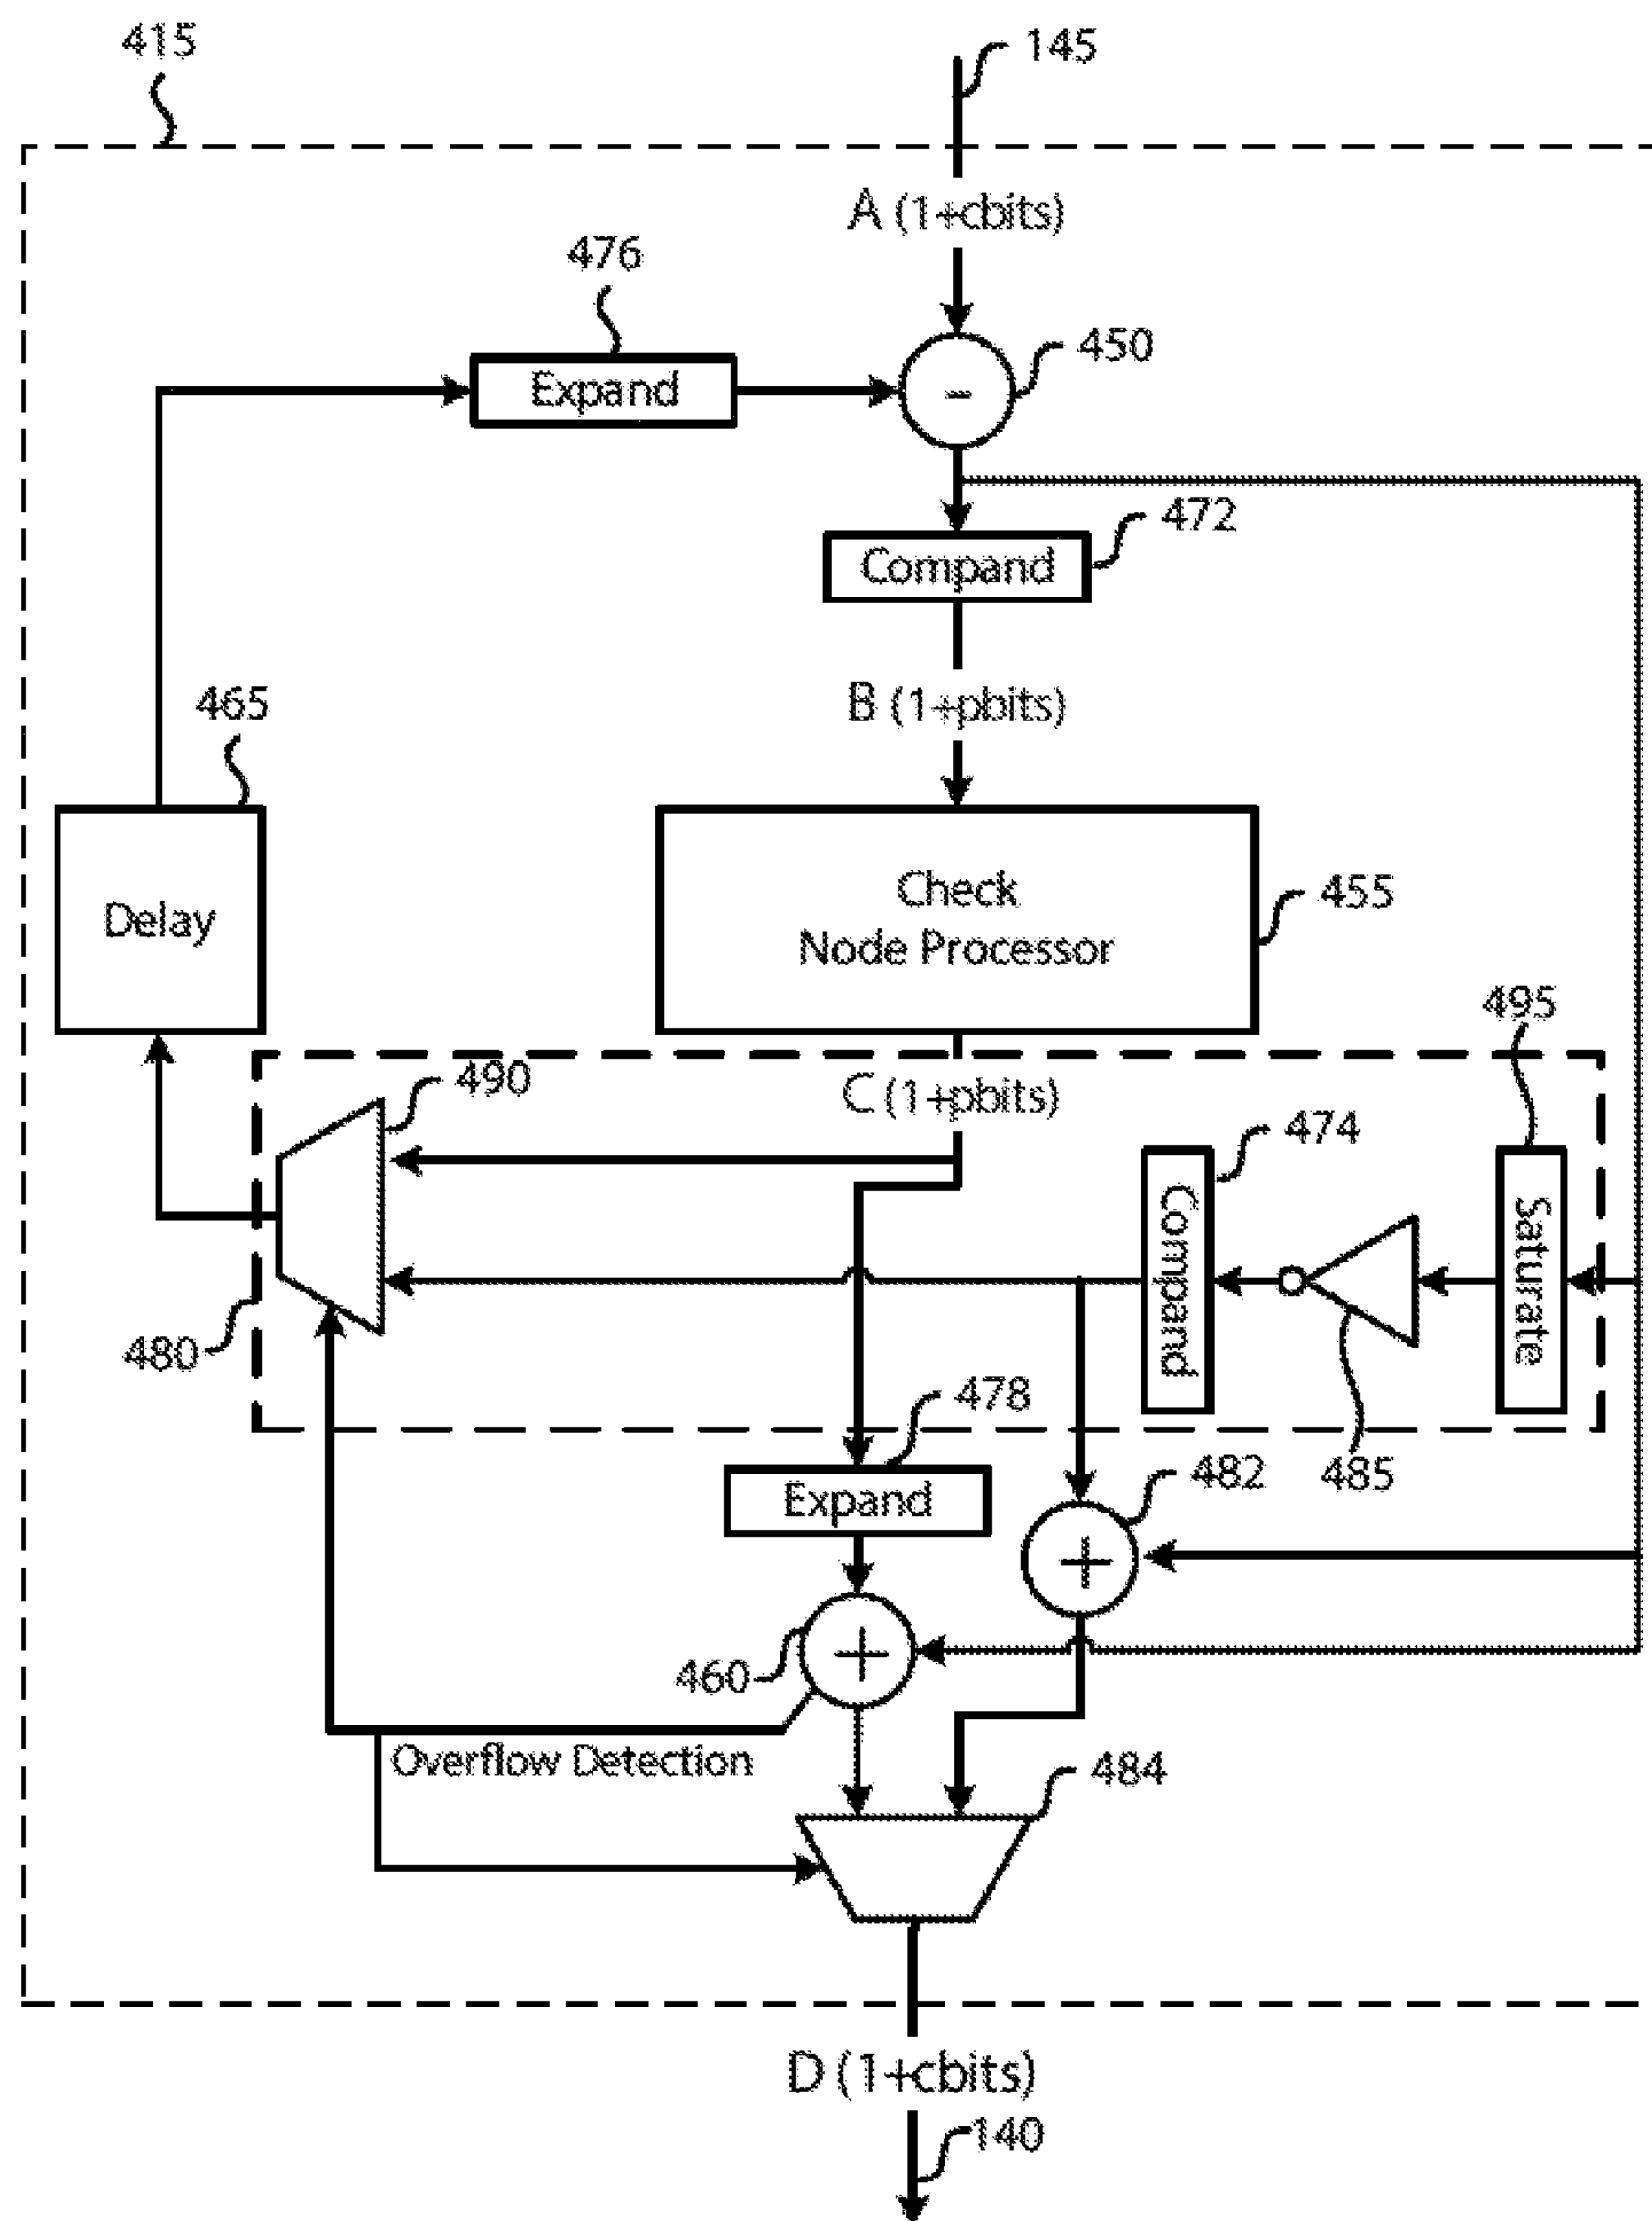 415
145
A (1+cbits)
476
450
Expand
-
472
Compand
B (1+pbits)
465
Check
Node Processor
455
Delay
495
490
C (1+pbits)
474
Compand
Saturate
480
478
485
482
Expand
+
+
460
Overflow Detection
484
D (1+cbits)
140